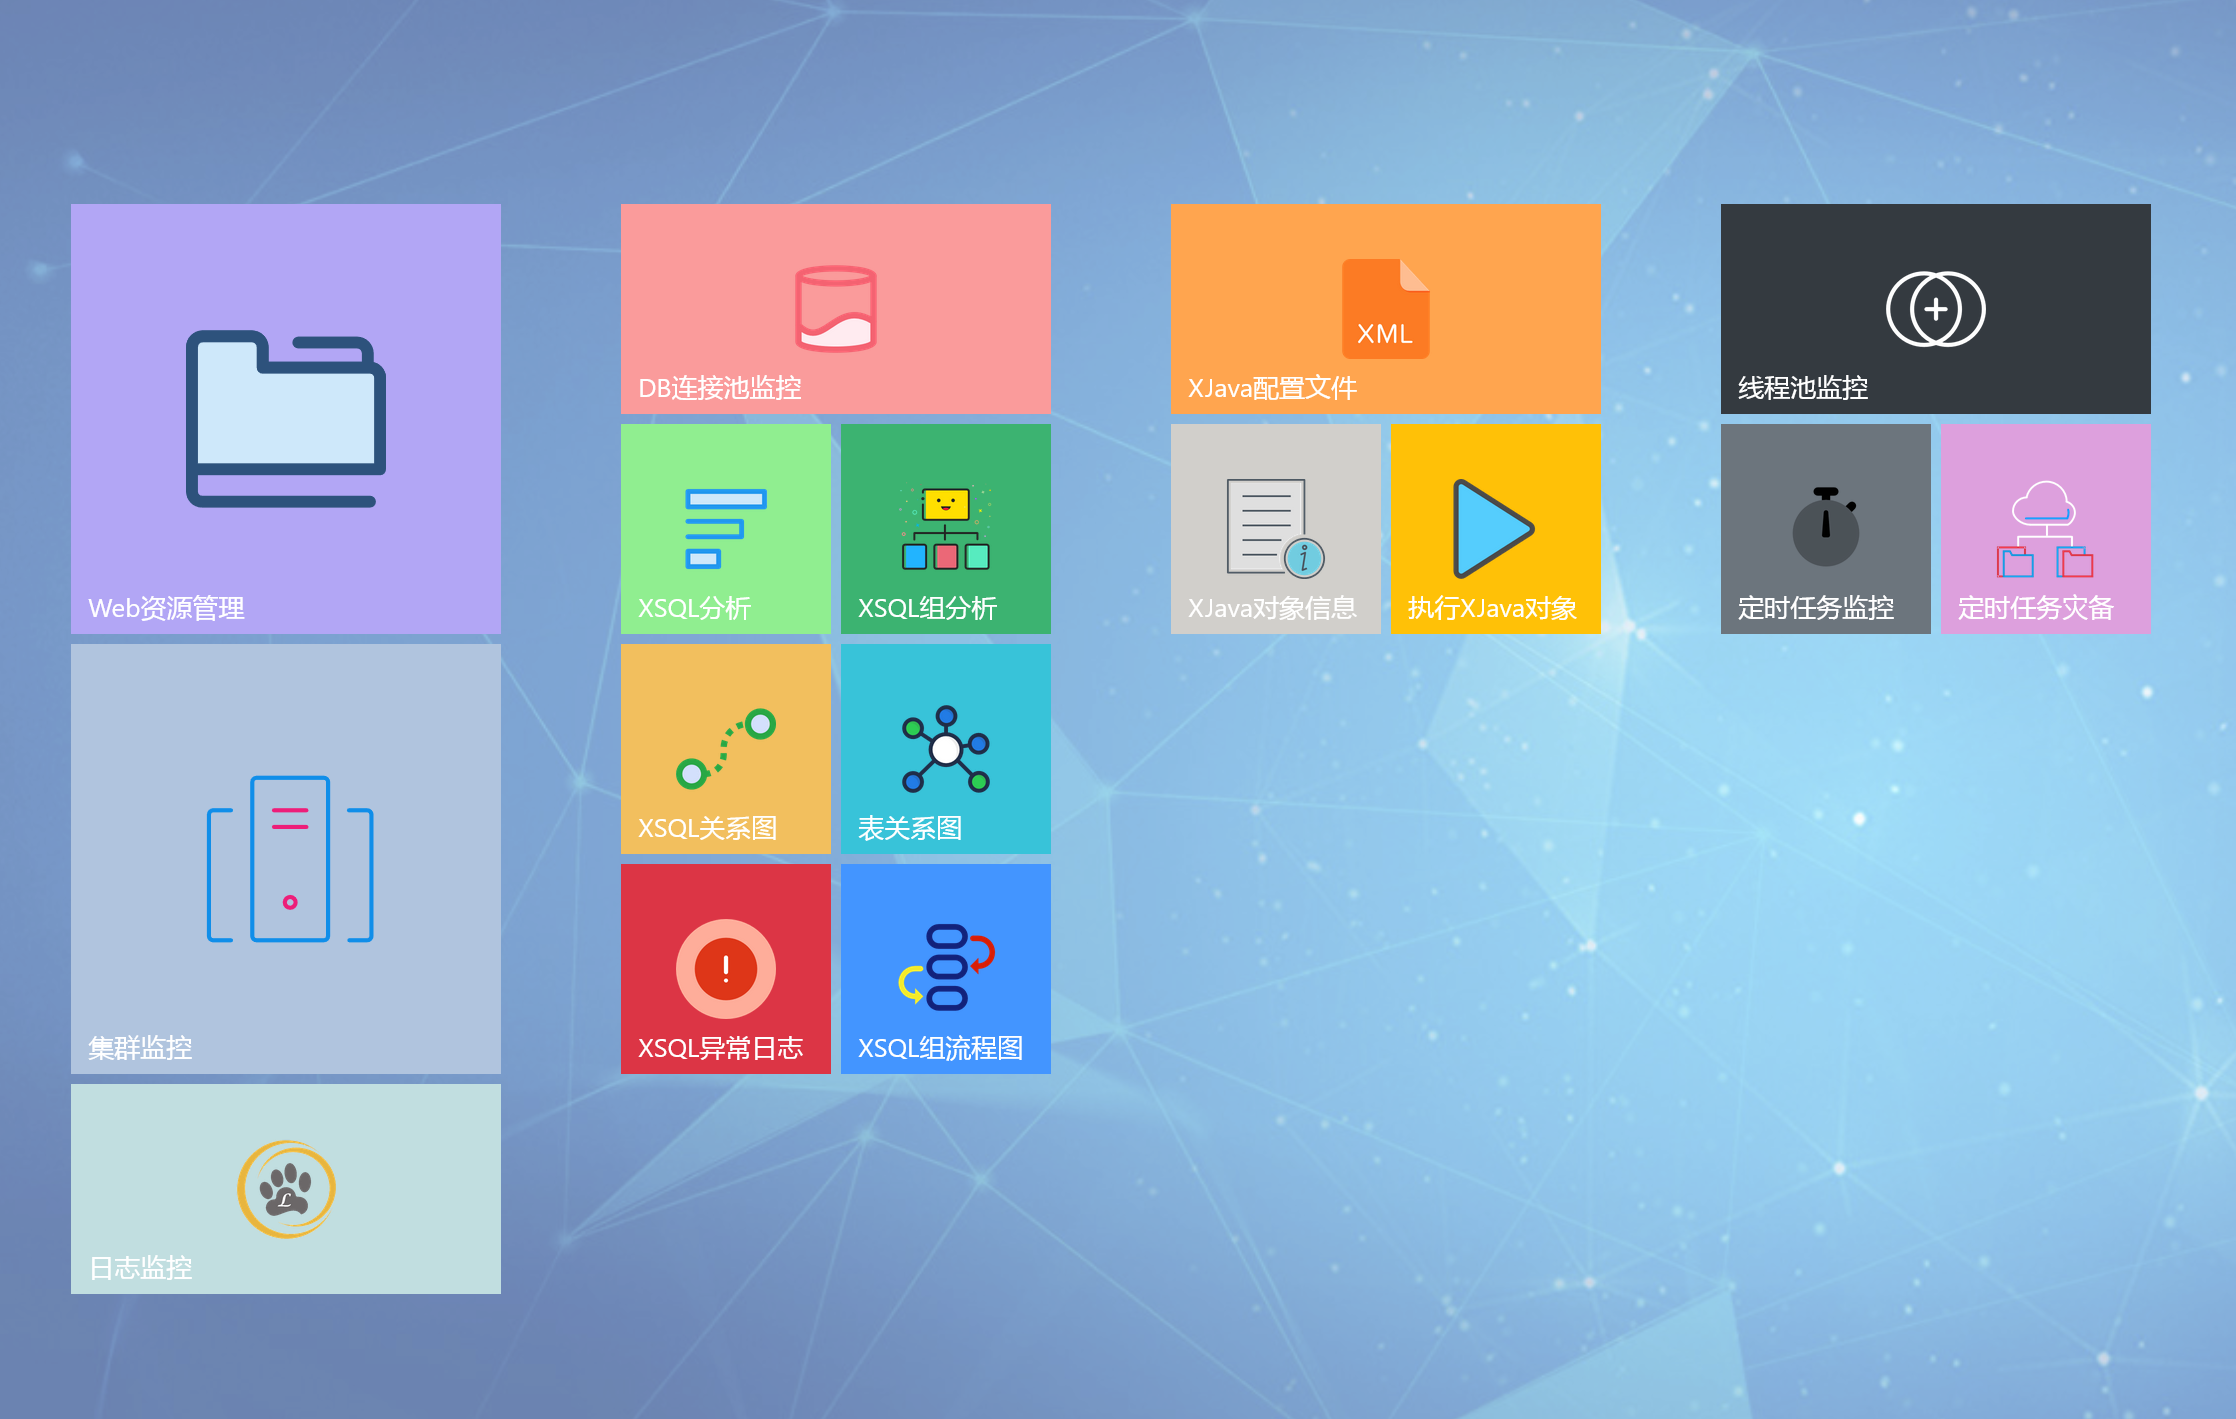 Web资源管理
集群监控
ℒ
日志监控
DB连接池监控
XSQL分析
XSQL组分析
XSQL关系图
表关系图
XSQL异常日志
XSQL组流程图
XML
XJava配置文件
i
XJava对象信息
执行XJava对象
线程池监控
定时任务监控
定时任务灾备